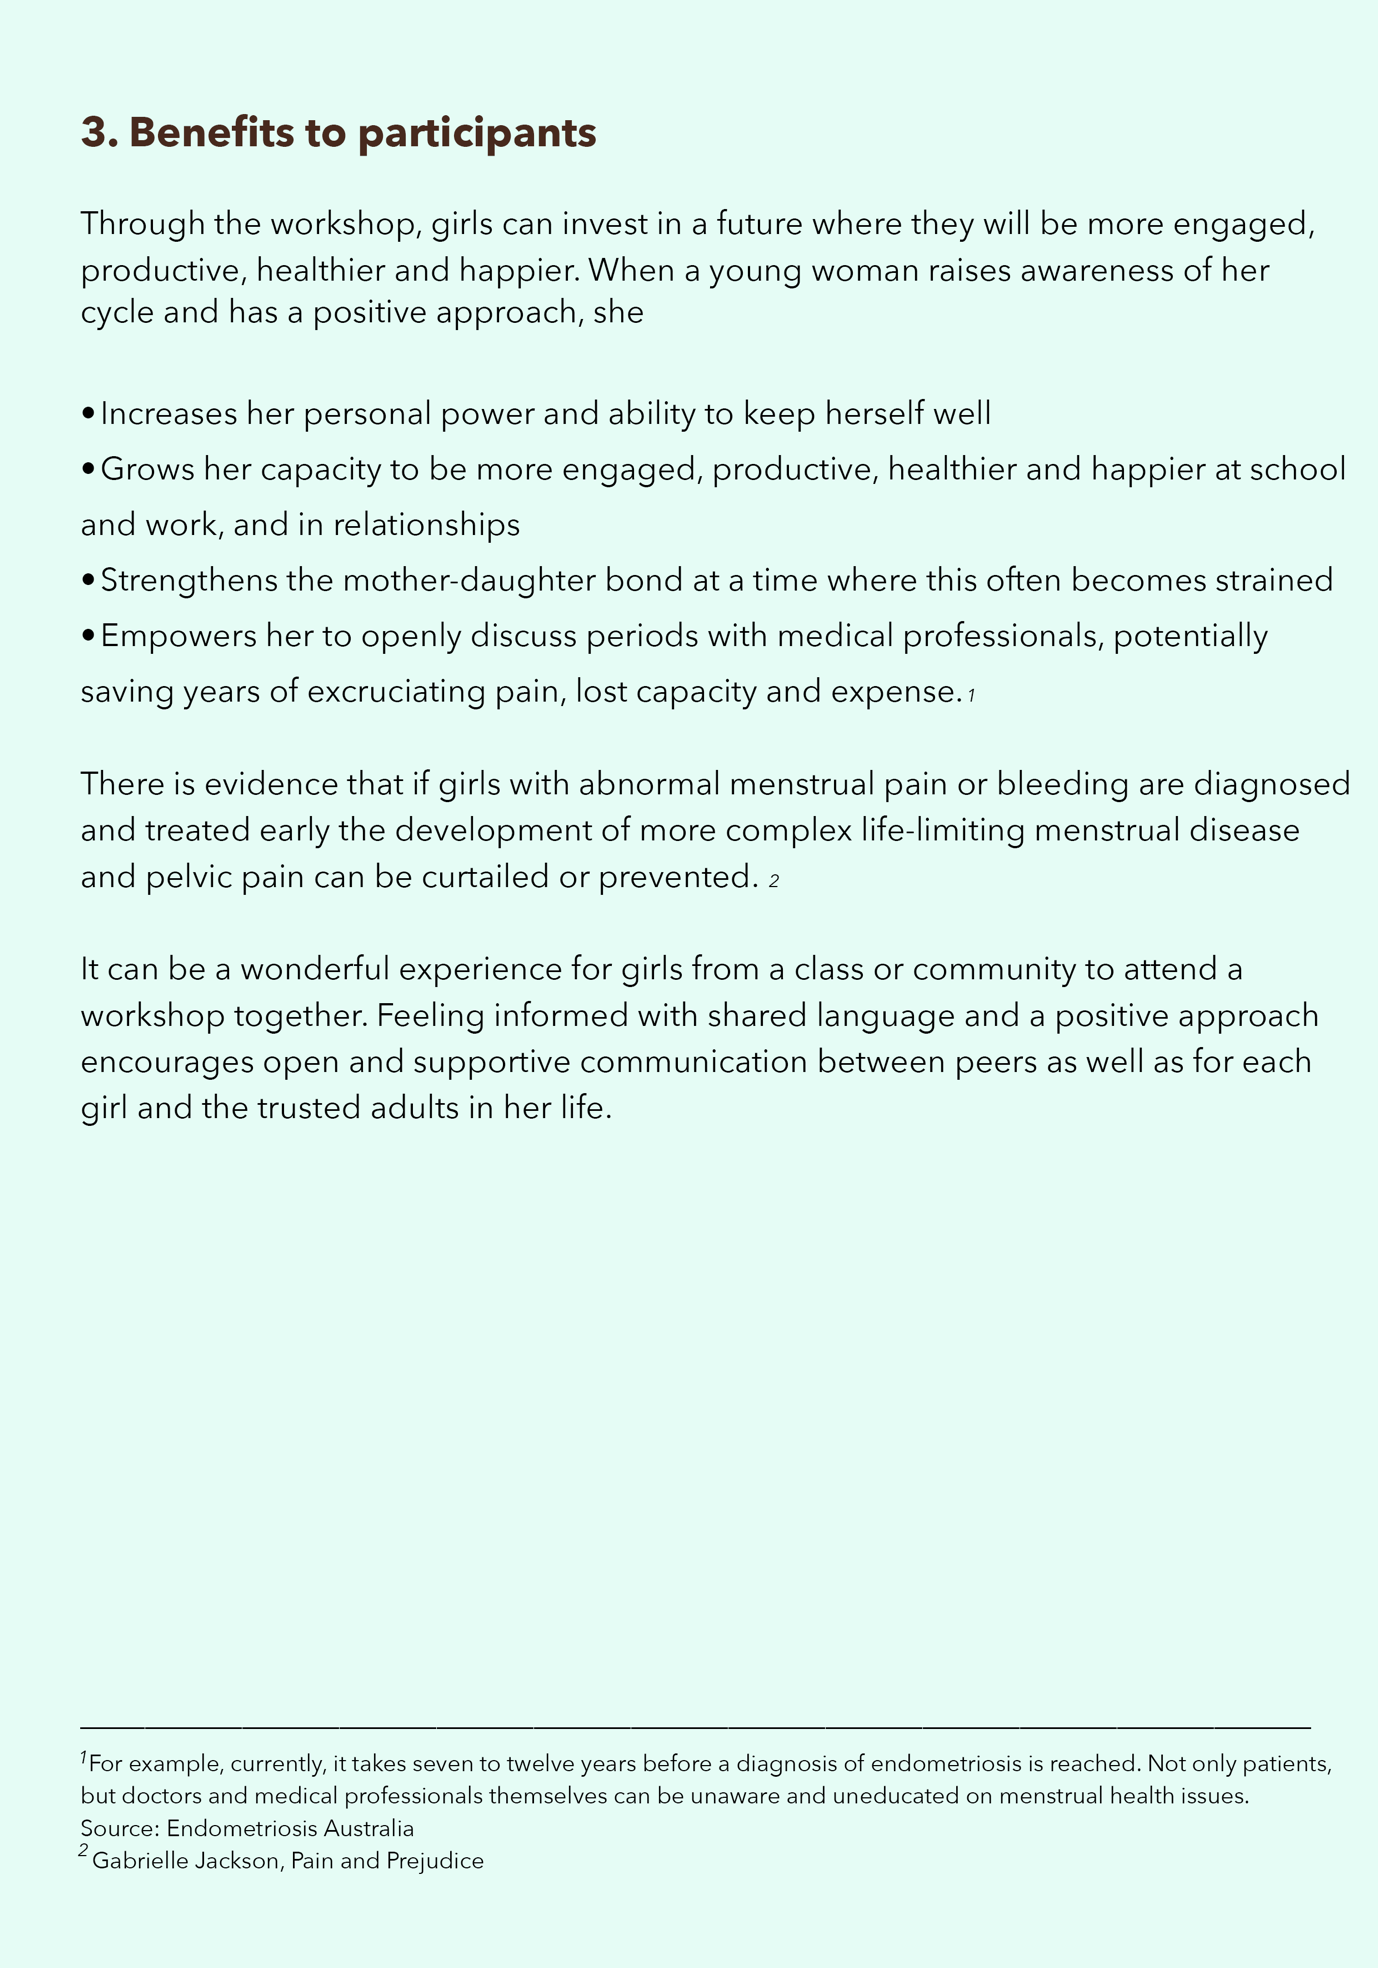 3. Benefits to participants
Through the workshop, girls can invest in a future where they will be more engaged,
productive, healthier and happier. When a young woman raises awareness of her
cycle and has a positive approach, she
•Increases her personal power and ability to keep herself well
•Grows her capacity to be more engaged, productive, healthier and happier at school
and work, and in relationships
•Strengthens the mother-daughter bond at a time where this often becomes strained
•Empowers her to openly discuss periods with medical professionals, potentially
saving years of excruciating pain, lost capacity and expense. 1
There is evidence that if girls with abnormal menstrual pain or bleeding are diagnosed
and treated early the development of more complex life-limiting menstrual disease
and pelvic pain can be curtailed or prevented. 2
It can be a wonderful experience for girls from a class or community to attend a
workshop together. Feeling informed with shared language and a positive approach
encourages open and supportive communication between peers as well as for each
girl and the trusted adults in her life.
1For example, currently, it takes seven to twelve years before a diagnosis of endometriosis is reached. Not only patients,
but doctors and medical professionals themselves can be unaware and uneducated on menstrual health issues.
Source: Endometriosis Australia
2 Gabrielle Jackson, Pain and Prejudice